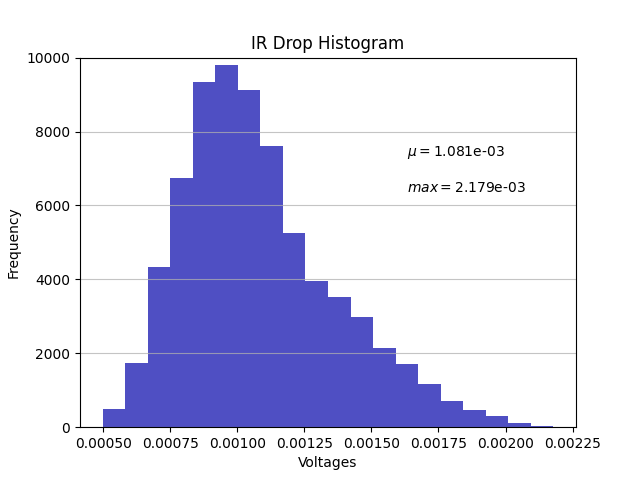 IR Drop Histogram
10000
8000
6000
4000
2000
0
Frequency
μ = 1.081e-03
max = 2.179e-03
0.00050 0.00075 0.00100 0.00125 0.00150 0.00175 0.00200 0.00225
Voltages